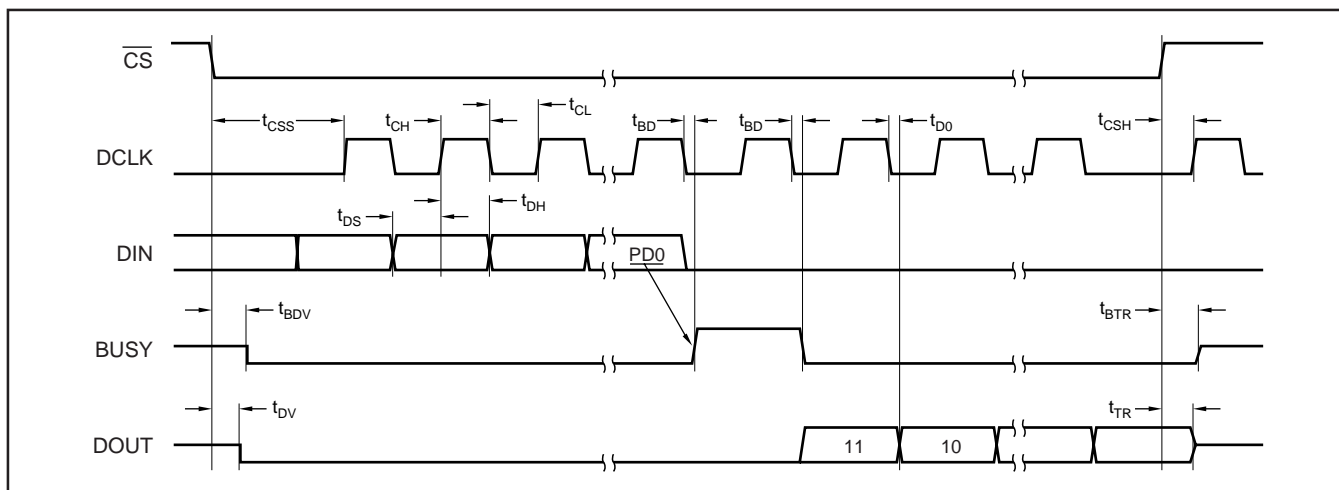 CS
tCSS
tCH
tCL
tBD
tBD
tD0
tCSH
DCLK
tDS
tDH
DIN
PD0
tBDV
tBTR
BUSY
tDV
tTR
DOUT
11
10